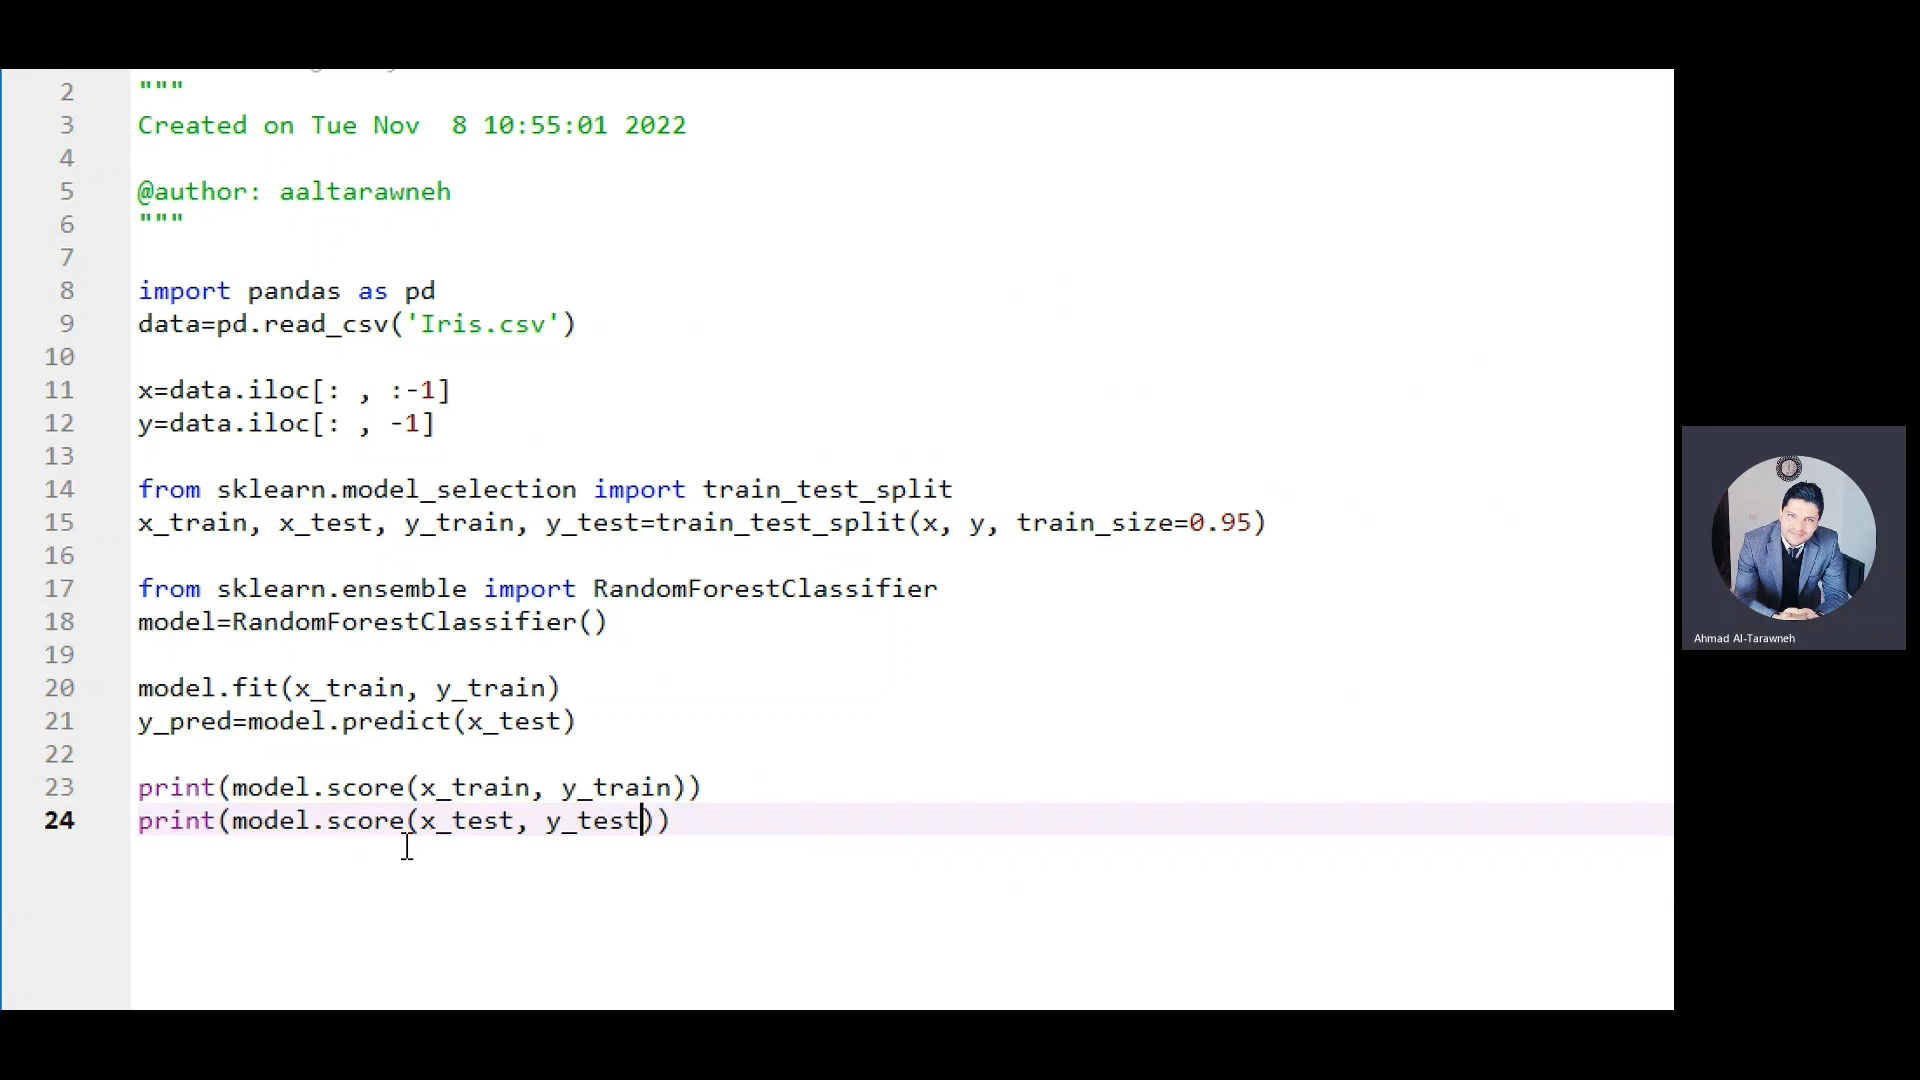 2 """
3 Created on Tue Nov  8 10:55:01 2022
4
5 @author: aaltarawneh
6 """
7
8 import pandas as pd
9 data=pd.read_csv('Iris.csv')
10
11 x=data.iloc[: , :-1]
12 y=data.iloc[: , -1]
13
14 from sklearn.model_selection import train_test_split
15 x_train, x_test, y_train, y_test=train_test_split(x, y, train_size=0.95)
16
17 from sklearn.ensemble import RandomForestClassifier
18 model=RandomForestClassifier()
19
20 model.fit(x_train, y_train)
21 y_pred=model.predict(x_test)
22
23 print(model.score(x_train, y_train))
24 print(model.score(x_test, y_test))
Ahmad Al-Tarawneh